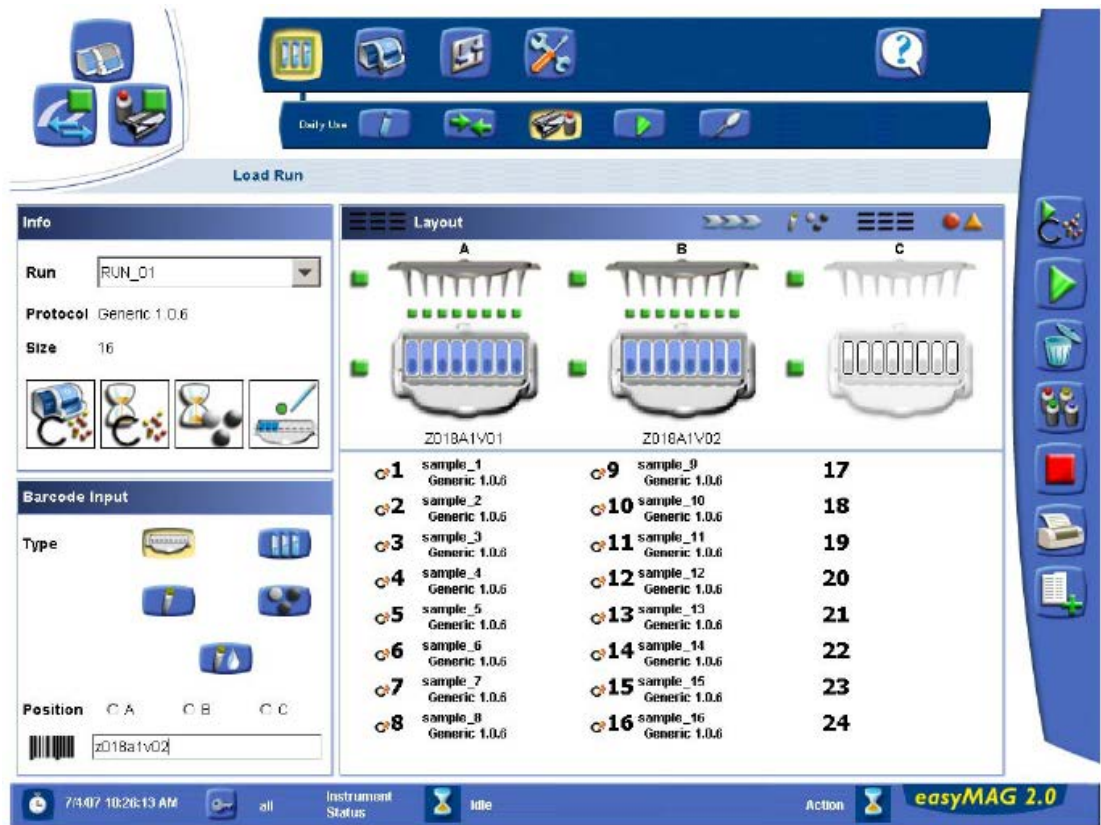 Daily Use
Load Run
Info
Run RUN_01
Protocol Generic 1.0.6
Size 16
Barcode Input
Type
Position A B C
z018a1v02
Layout
A B C
Z018A1V01 Z018A1V02
1 sample_1 Generic 1.0.6 9 sample_9 Generic 1.0.6 17
2 sample_2 Generic 1.0.6 10 sample_10 Generic 1.0.6 18
3 sample_3 Generic 1.0.6 11 sample_11 Generic 1.0.6 19
4 sample_4 Generic 1.0.6 12 sample_12 Generic 1.0.6 20
5 sample_5 Generic 1.0.6 13 sample_13 Generic 1.0.6 21
6 sample_6 Generic 1.0.6 14 sample_14 Generic 1.0.6 22
7 sample_7 Generic 1.0.6 15 sample_15 Generic 1.0.6 23
8 sample_8 Generic 1.0.6 16 sample_16 Generic 1.0.6 24
7/4/07 10:26:13 AM all Instrument Status Idle Action easyMAG 2.0